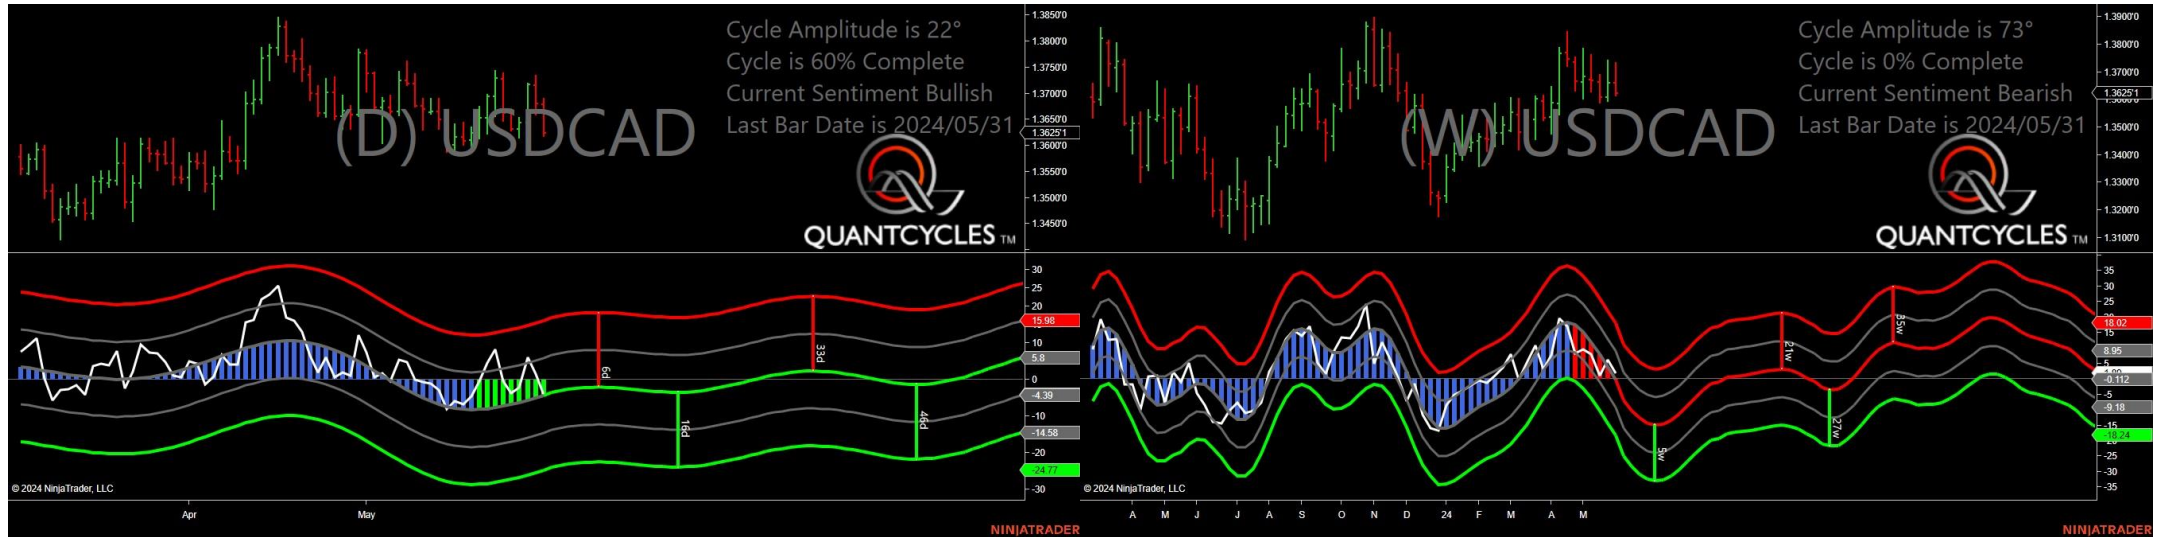 Cycle Amplitude is 22°
Cycle is 60% Complete
Current Sentiment Bullish
Last Bar Date is 2024/05/31
(D) USDCAD
QUANTCYCLES TM
1.3850'0
1.3800'0
1.3750'0
1.3700'0
1.3650'0
1.3625'1
1.3600'0
1.3550'0
1.3500'0
1.3450'0
30
25
20
15.98
10
5.8
0
-4.39
-10
-14.58
-20
-24.77
-30
6d
16d
33d
46d
© 2024 NinjaTrader, LLC
Apr
May
NINJATRADER
Cycle Amplitude is 73°
Cycle is 0% Complete
Current Sentiment Bearish
Last Bar Date is 2024/05/31
(W) USDCAD
QUANTCYCLES TM
1.3900'0
1.3800'0
1.3700'0
1.3625'1
1.3500'0
1.3400'0
1.3300'0
1.3200'0
1.3100'0
35
30
25
18.02
15
8.95
5
-0.112
-5
-9.18
-15
-18.24
-25
-30
-35
5w
21w
27w
35w
© 2024 NinjaTrader, LLC
A
M
J
J
A
S
O
N
D
24
F
M
A
M
NINJATRADER